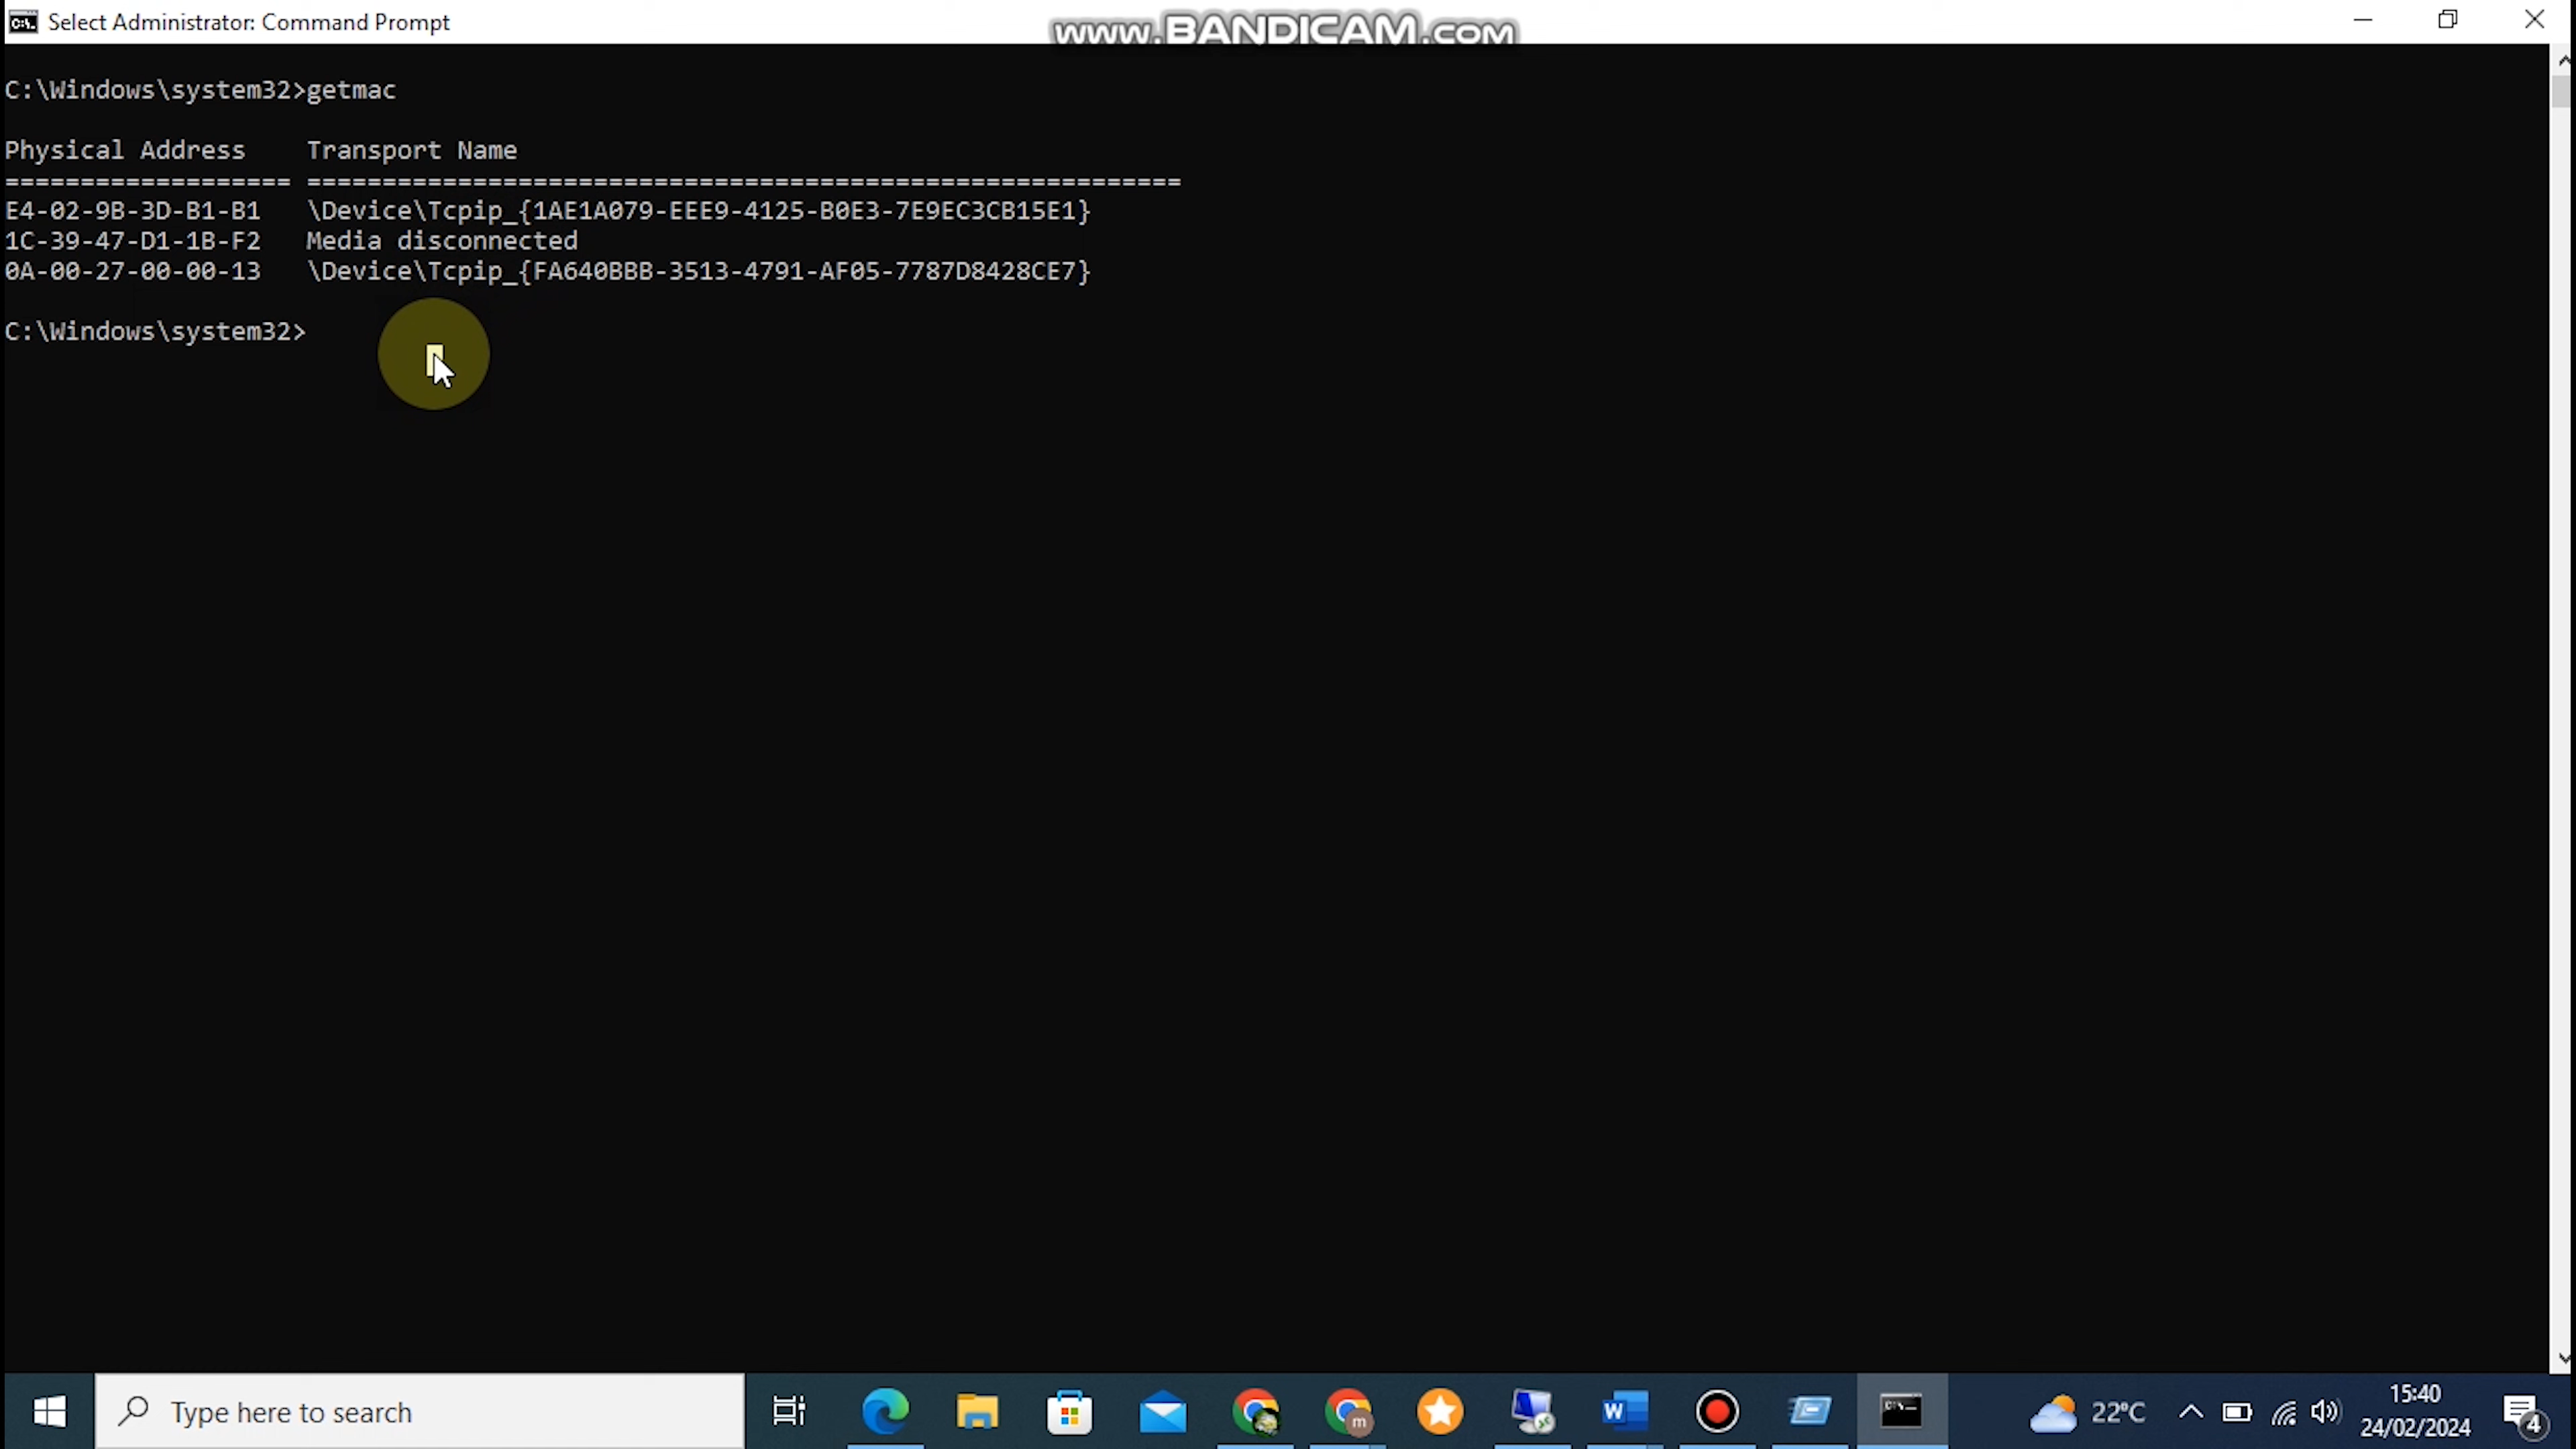 Select Administrator: Command Prompt
www.BANDICAM.com
C:\Windows\system32>getmac
Physical Address    Transport Name
=================== ==========================================================
E4-02-9B-3D-B1-B1   \Device\Tcpip_{1AE1A079-EEE9-4125-B0E3-7E9EC3CB15E1}
1C-39-47-D1-1B-F2   Media disconnected
0A-00-27-00-00-13   \Device\Tcpip_{FA640BBB-3513-4791-AF05-7787D8428CE7}
C:\Windows\system32>
Type here to search
22°C
15:40
24/02/2024
4